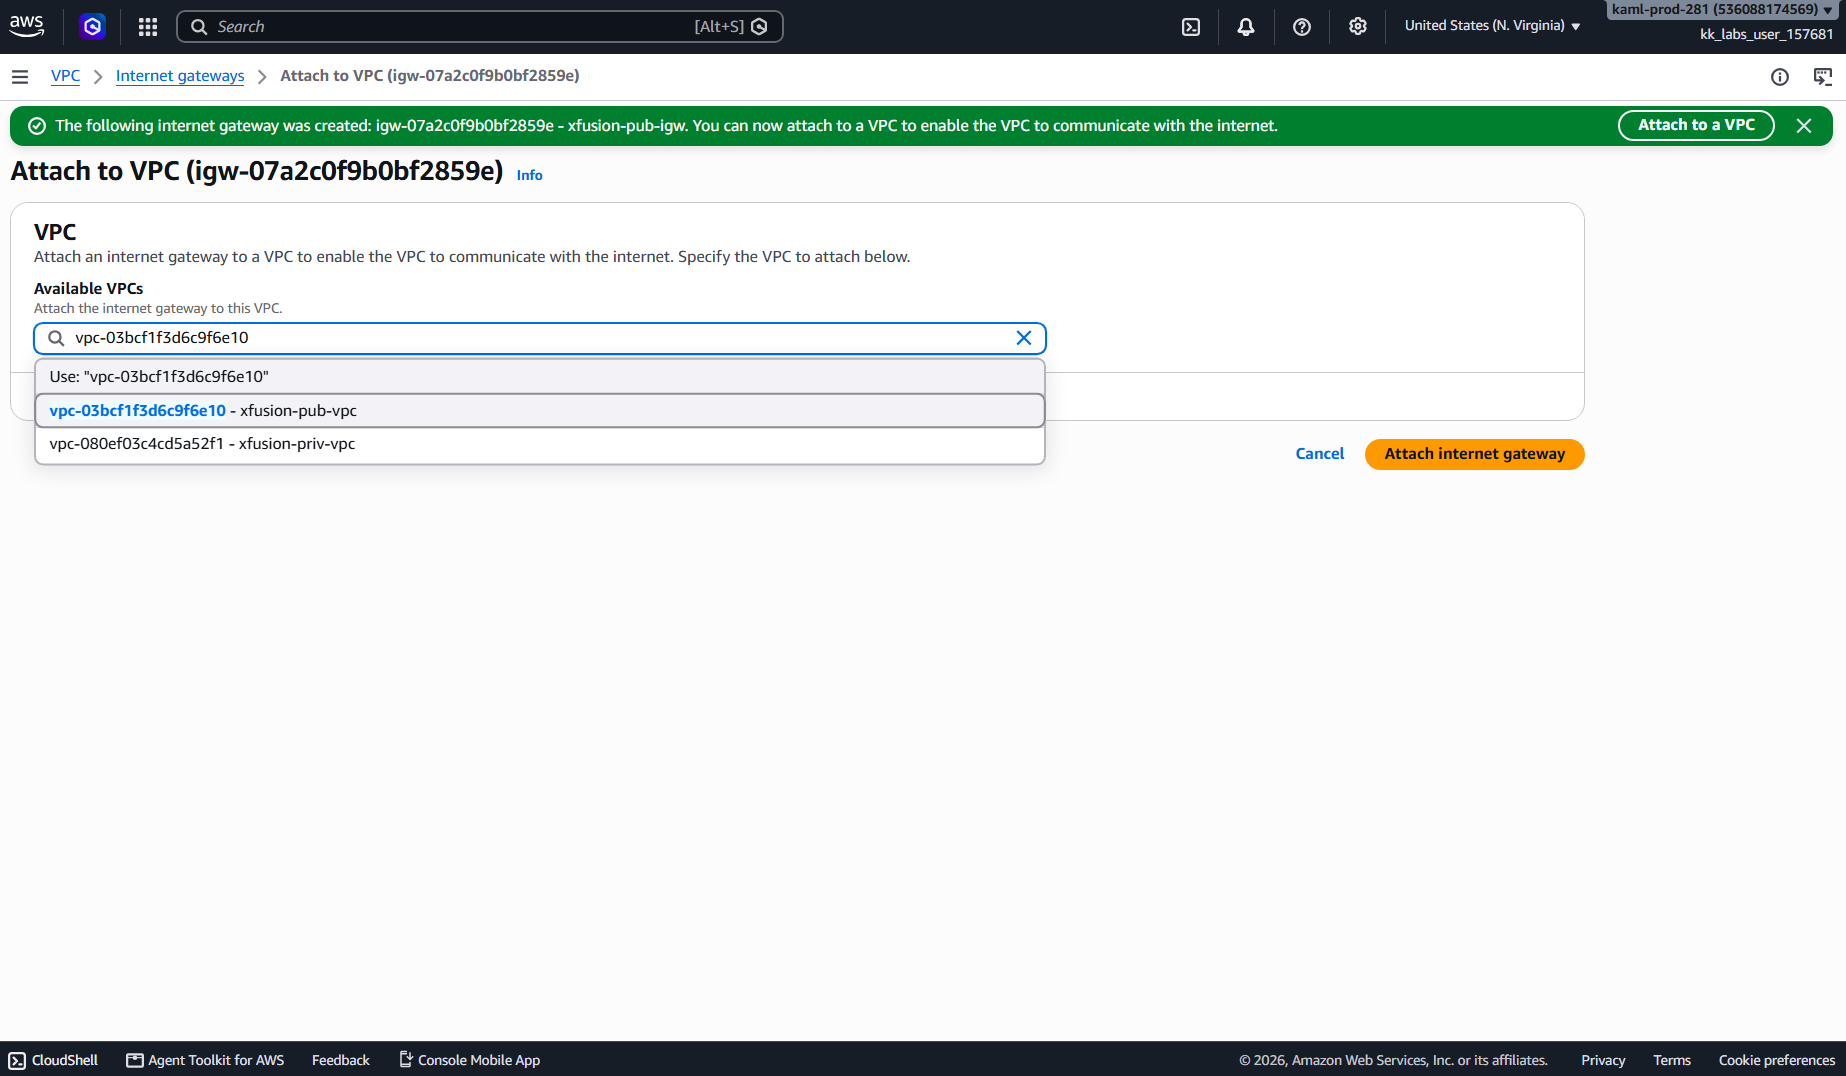 aws
Search [Alt+S]
United States (N. Virginia)
kaml-prod-281 (536088174569)
kk_labs_user_157681
VPC
Internet gateways
Attach to VPC (igw-07a2c0f9b0bf2859e)
The following internet gateway was created: igw-07a2c0f9b0bf2859e - xfusion-pub-igw. You can now attach to a VPC to enable the VPC to communicate with the internet.
Attach to a VPC
Attach to VPC (igw-07a2c0f9b0bf2859e) Info
VPC
Attach an internet gateway to a VPC to enable the VPC to communicate with the internet. Specify the VPC to attach below.
Available VPCs
Attach the internet gateway to this VPC.
vpc-03bcf1f3d6c9f6e10
Use: "vpc-03bcf1f3d6c9f6e10"
vpc-03bcf1f3d6c9f6e10 - xfusion-pub-vpc
vpc-080ef03c4cd5a52f1 - xfusion-priv-vpc
Cancel
Attach internet gateway
CloudShell
Agent Toolkit for AWS
Feedback
Console Mobile App
© 2026, Amazon Web Services, Inc. or its affiliates.
Privacy
Terms
Cookie preferences